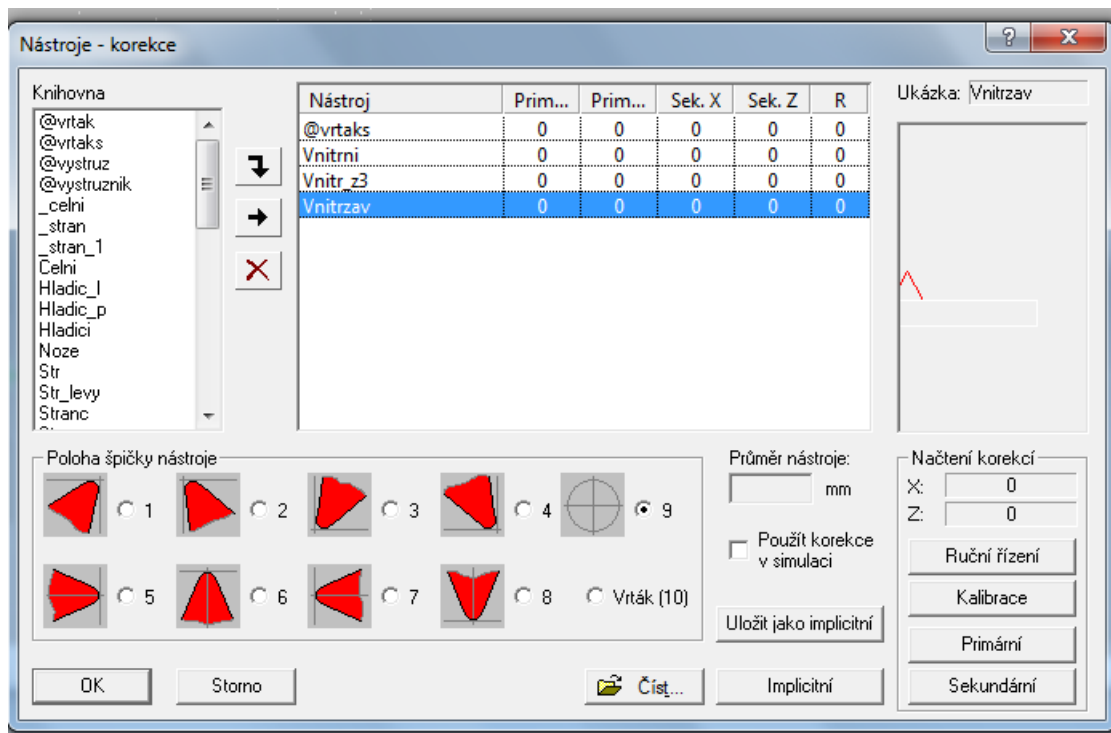 Nástroje - korekce
Knihovna
@vrtak
@vrtaks
@vystruz
@vystruznik
_celni
_stran
_stran_1
Celni
Hladic_l
Hladic_p
Hladici
Noze
Str
Str_levy
Stranc
Nástroj Prim... Prim... Sek. X Sek. Z R
@vrtaks 0 0 0 0 0
Vnitrni 0 0 0 0 0
Vnitr_z3 0 0 0 0 0
Vnitrzav 0 0 0 0 0
Ukázka: Vnitrzav
Poloha špičky nástroje
1 2 3 4 9
5 6 7 8 Vrták (10)
Průměr nástroje:
mm
Použít korekce
v simulaci
Uložit jako implicitní
Načtení korekcí
X: 0
Z: 0
Ruční řízení
Kalibrace
Primární
Sekundární
OK Storno Číst... Implicitní